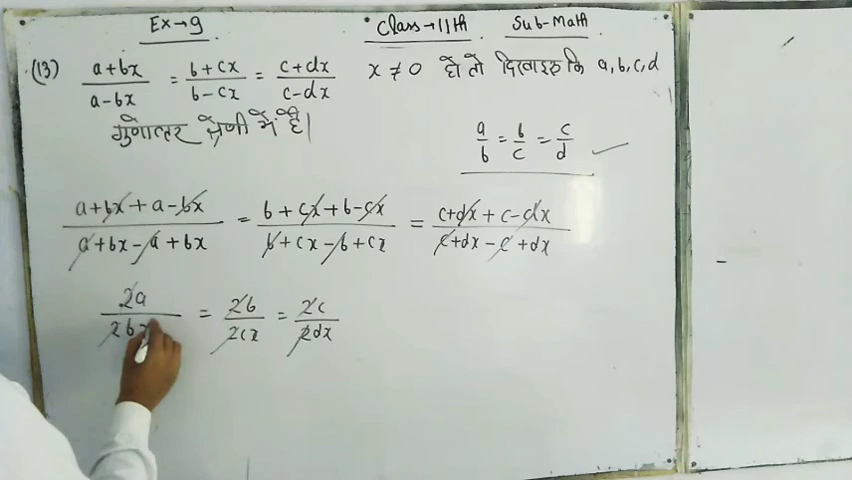 Ex→9 Class→11th Sub-Math
(13) a+bx/a-bx = b+cx/b-cx = c+dx/c-dx x ≠ 0 हो तो दिखाइए कि a, b, c, d
गुणोत्तर श्रेणी में है।
a/b = b/c = c/d
a+bx+a-bx/a+bx-a+bx = b+cx+b-cx/b+cx-b+cx = c+dx+c-dx/c+dx-c+dx
2a/2bx = 2b/2cx = 2c/2dx